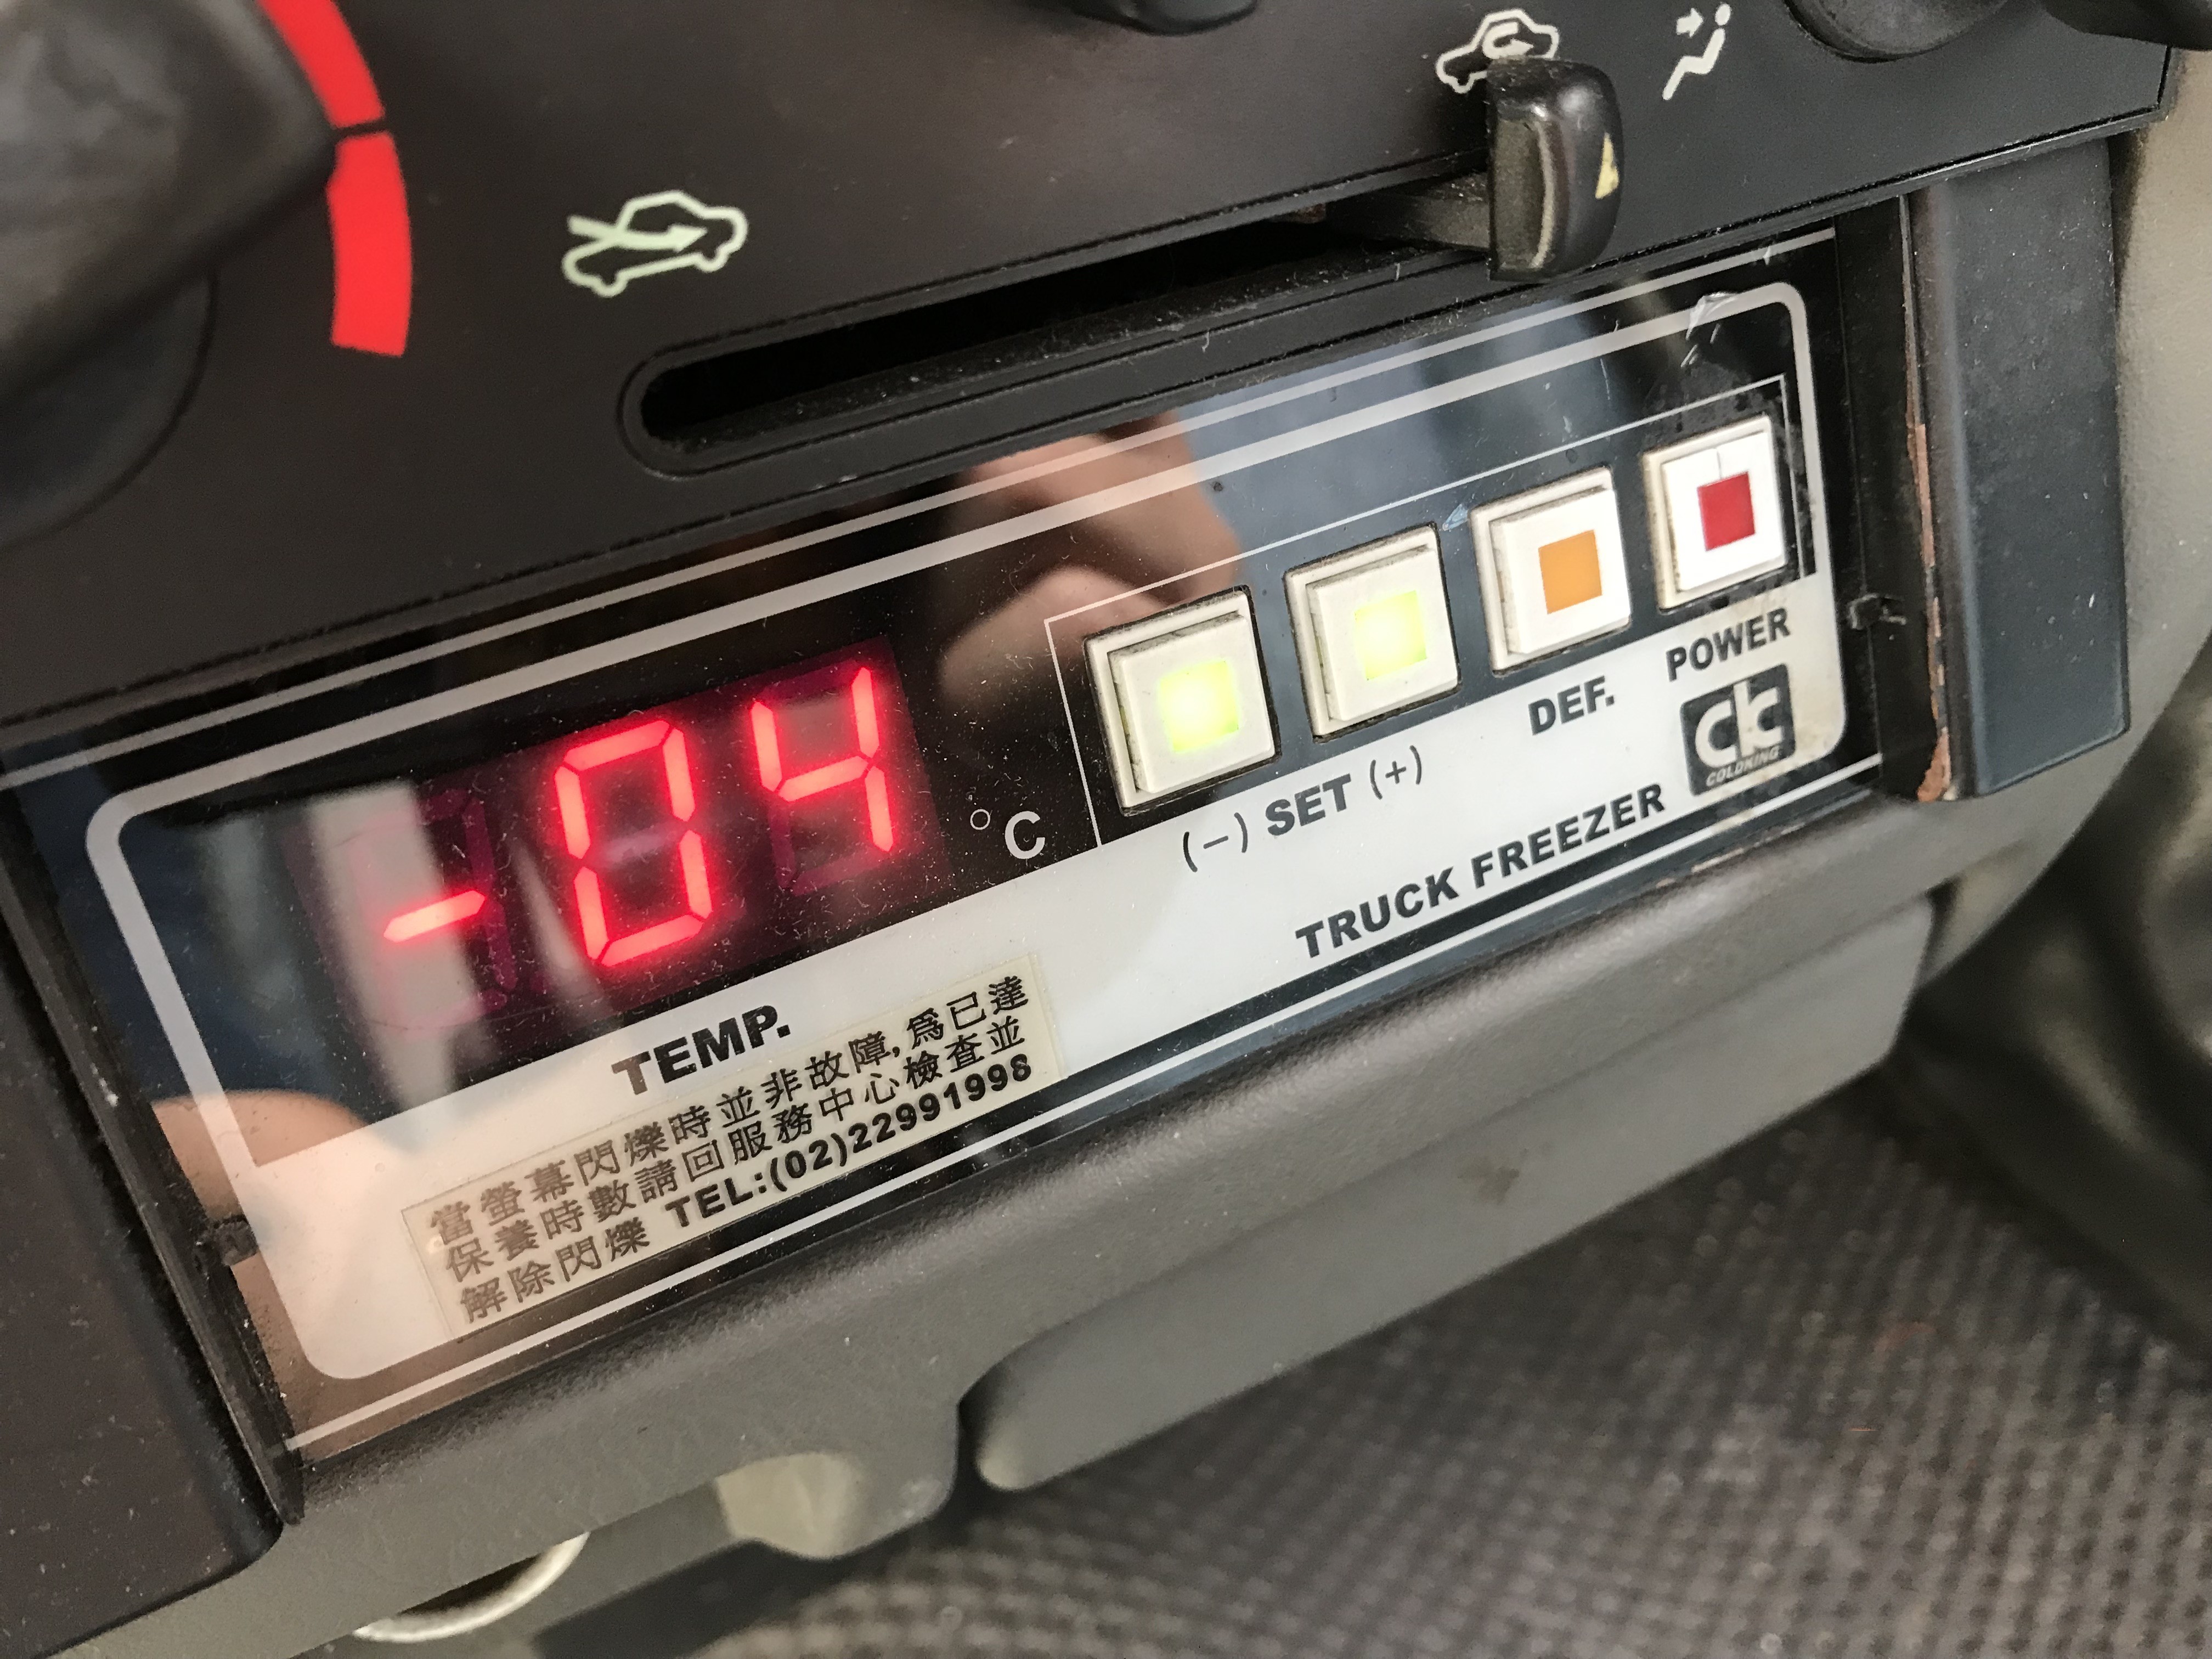 -04 °C
(−) SET (+)
DEF.
POWER
ck
COLDKING
TEMP.
TRUCK FREEZER
當螢幕閃爍時並非故障,爲已達
保養時數請回服務中心檢查並
解除閃爍 TEL:(02)22991998